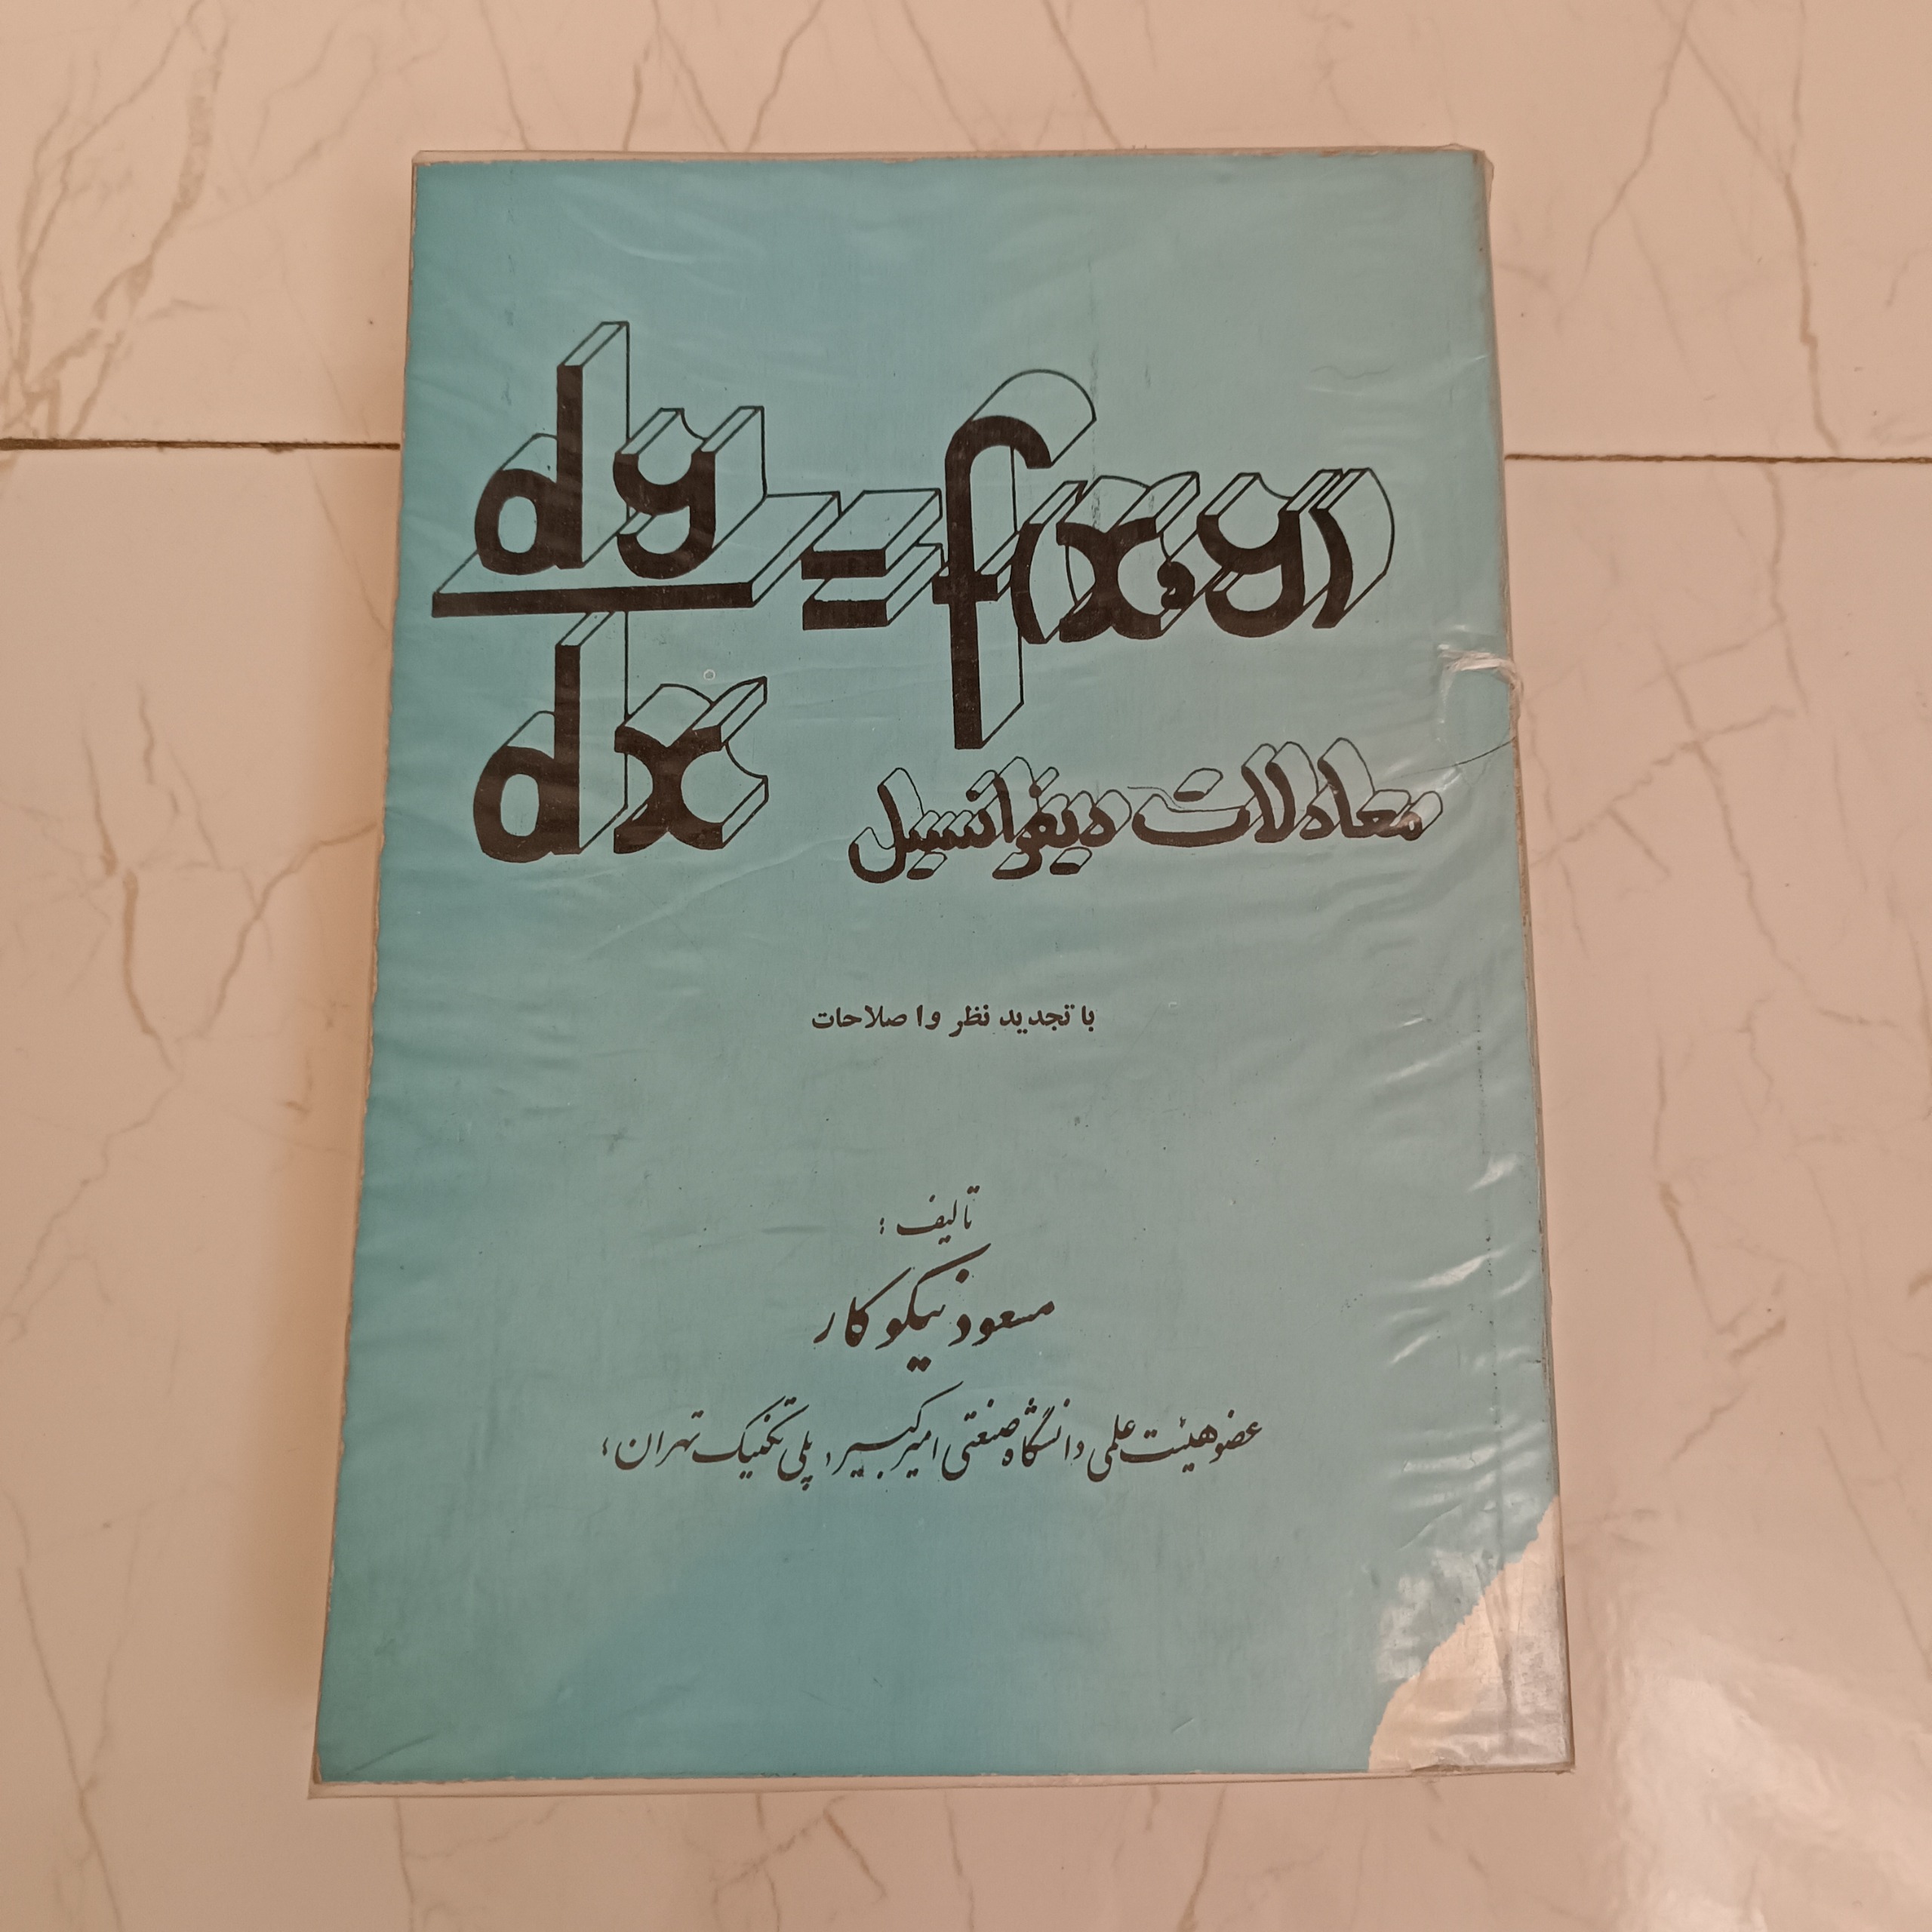 dy/dx = f(x,y)
معادلات دیفرانسیل
با تجدید نظر و اصلاحات
تالیف :
مسعود نیکوکار
عضو هیئت علمی دانشگاه صنعتی امیرکبیر، پلی تکنیک تهران،